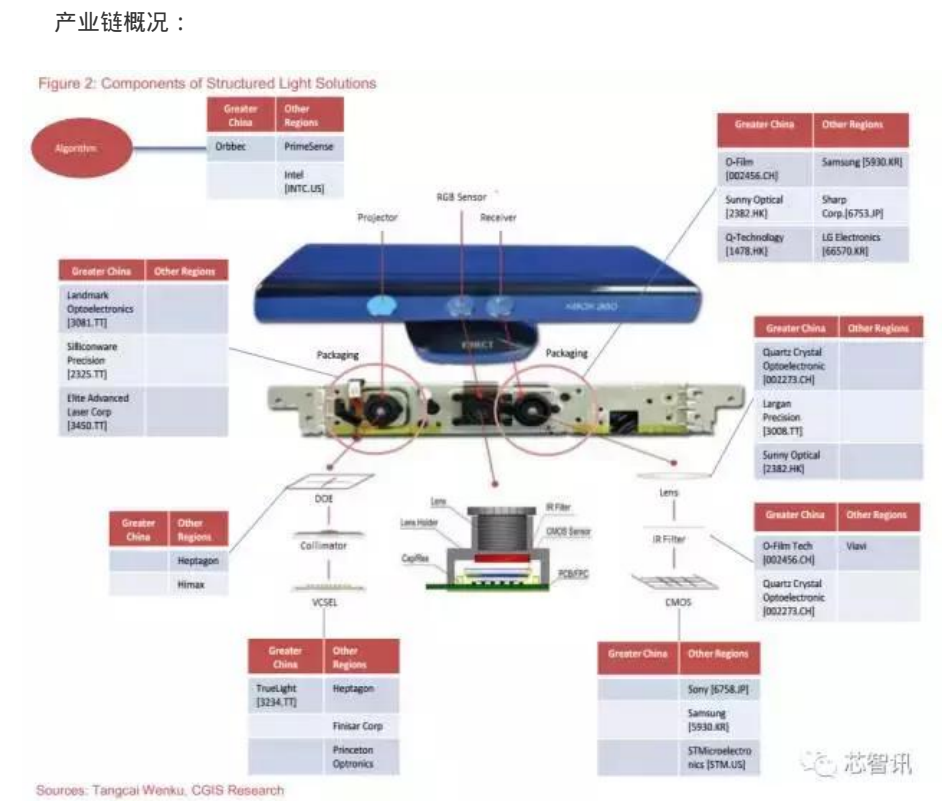 产业链概况：
Figure 2: Components of Structured Light Solutions
Algorithm
Greater
China
Other
Regions
Orbbec
PrimeSense
Intel
[INTC.US]
Greater China
Other Regions
O-Film
[002456.CH]
Samsung [5930.KR]
Sunny Optical
[2382.HK]
Sharp
Corp.[6753.JP]
Q-Technology
[1478.HK]
LG Electronics
[66570.KR]
RGB Sensor
Projector
Receiver
XBOX 360
KINECT
Greater China
Other Regions
Landmark
Optoelectronics
[3081.TT]
Silliconware
Precision
[2325.TT]
Elite Advanced
Laser Corp
[3450.TT]
Packaging
Packaging
Greater China
Other Regions
Quartz Crystal
Optoelectronic
[002273.CH]
Largan
Precision
[3008.TT]
Sunny Optical
[2382.HK]
DOE
Collimator
VCSEL
Greater
China
Other
Regions
Heptagon
Himax
Lens
Lens Holder
IR Filter
CMOS Sensor
PCB/FPC
Lens
IR Filter
CMOS
Greater China
Other Regions
O-Film Tech
[002456.CH]
Viavi
Quartz Crystal
Optoelectronic
[002273.CH]
Greater
China
Other
Regions
TrueLight
[3234.TT]
Heptagon
Finisar Corp
Princeton
Optronics
Greater China
Other Regions
Sony [6758.JP]
Samsung
[5930.KR]
STMicroelectro
nics [STM.US]
芯智讯
Sources: Tangcai Wenku, CGIS Research